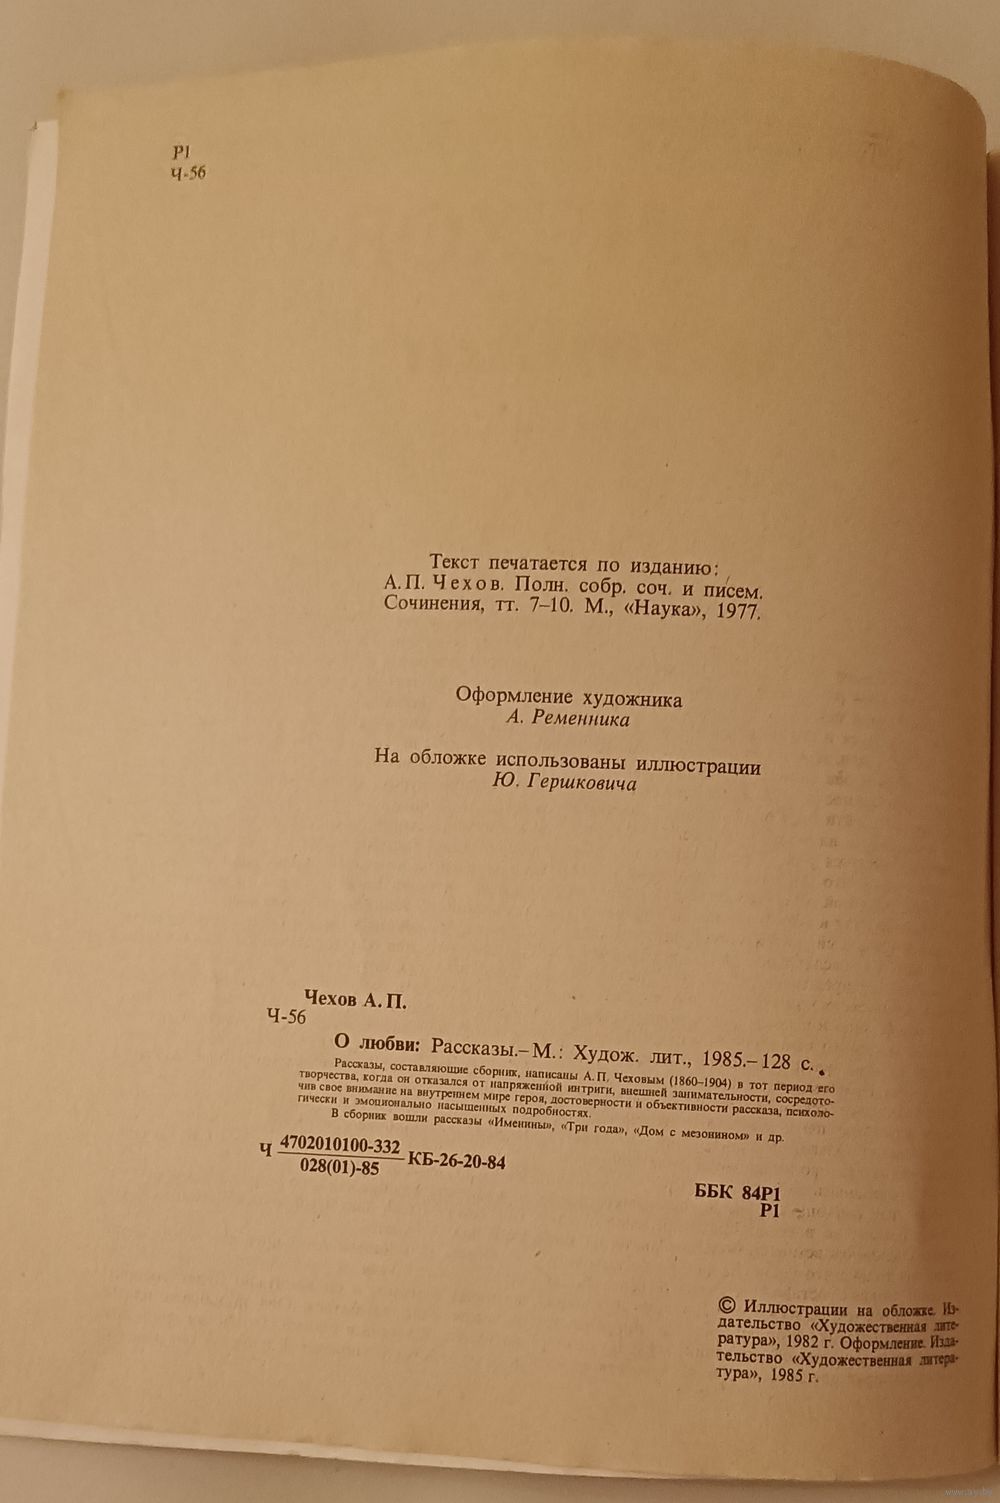 Р1
Ч-56
Текст печатается по изданию:
А. П. Чехов. Полн. собр. соч. и писем.
Сочинения, тт. 7–10. М., «Наука», 1977.
Оформление художника
А. Ременника
На обложке использованы иллюстрации
Ю. Гершковича
Чехов А. П.
Ч-56
О любви: Рассказы.– М.: Худож. лит., 1985.– 128 с.
Рассказы, составляющие сборник, написаны А. П. Чеховым (1860–1904) в тот период его
творчества, когда он отказался от напряженной интриги, внешней занимательности, сосредото-
чив свое внимание на внутреннем мире героя, достоверности и объективности рассказа, психоло-
гически и эмоционально насыщенных подробностях.
В сборник вошли рассказы «Именины», «Три года», «Дом с мезонином» и др.
Ч 4702010100-332
028(01)-85 КБ-26-20-84
ББК 84Р1
Р1
© Иллюстрации на обложке. Из-
дательство «Художественная лите-
ратура», 1982 г. Оформление. Изда-
тельство «Художественная литера-
тура», 1985 г.
www.ay.by